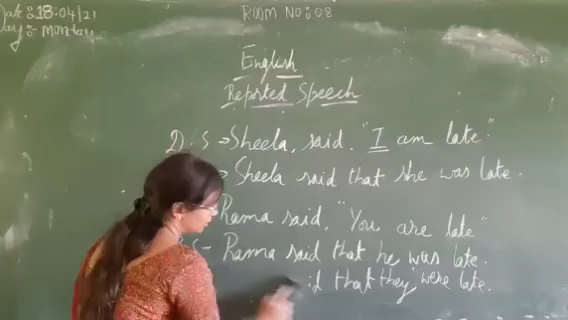 Date :- 18:04/21
Day :- Monday
ROOM NO:08
English
Reported Speech
D.S → Sheela, said. "I am late"
Sheela said that she was late.
Rama said, "You are late"
S - Rama said that he was late.
that they were late.